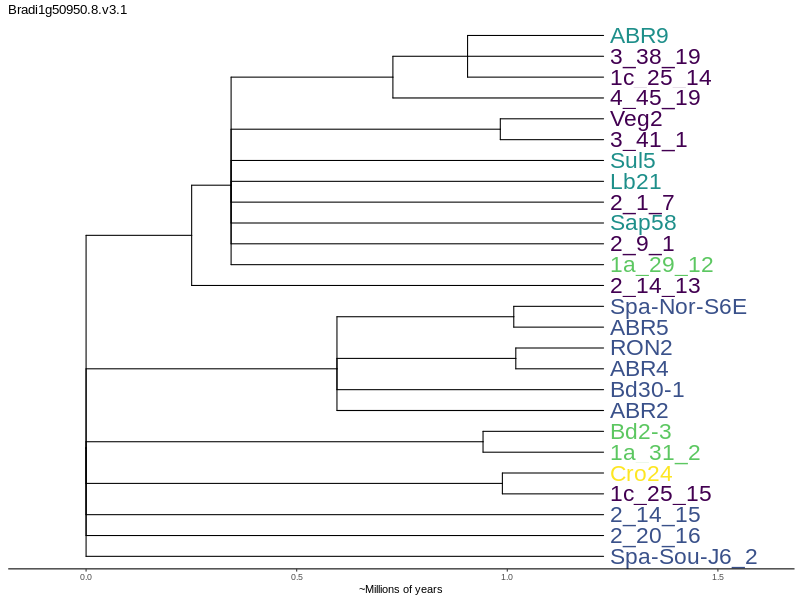 Bradi1g50950.8.v3.1
ABR9
3_38_19
1c_25_14
4_45_19
Veg2
3_41_1
Sul5
Lb21
2_1_7
Sap58
2_9_1
1a_29_12
2_14_13
Spa-Nor-S6E
ABR5
RON2
ABR4
Bd30-1
ABR2
Bd2-3
1a_31_2
Cro24
1c_25_15
2_14_15
2_20_16
Spa-Sou-J6_2
0.0 0.5 1.0 1.5
~Millions of years